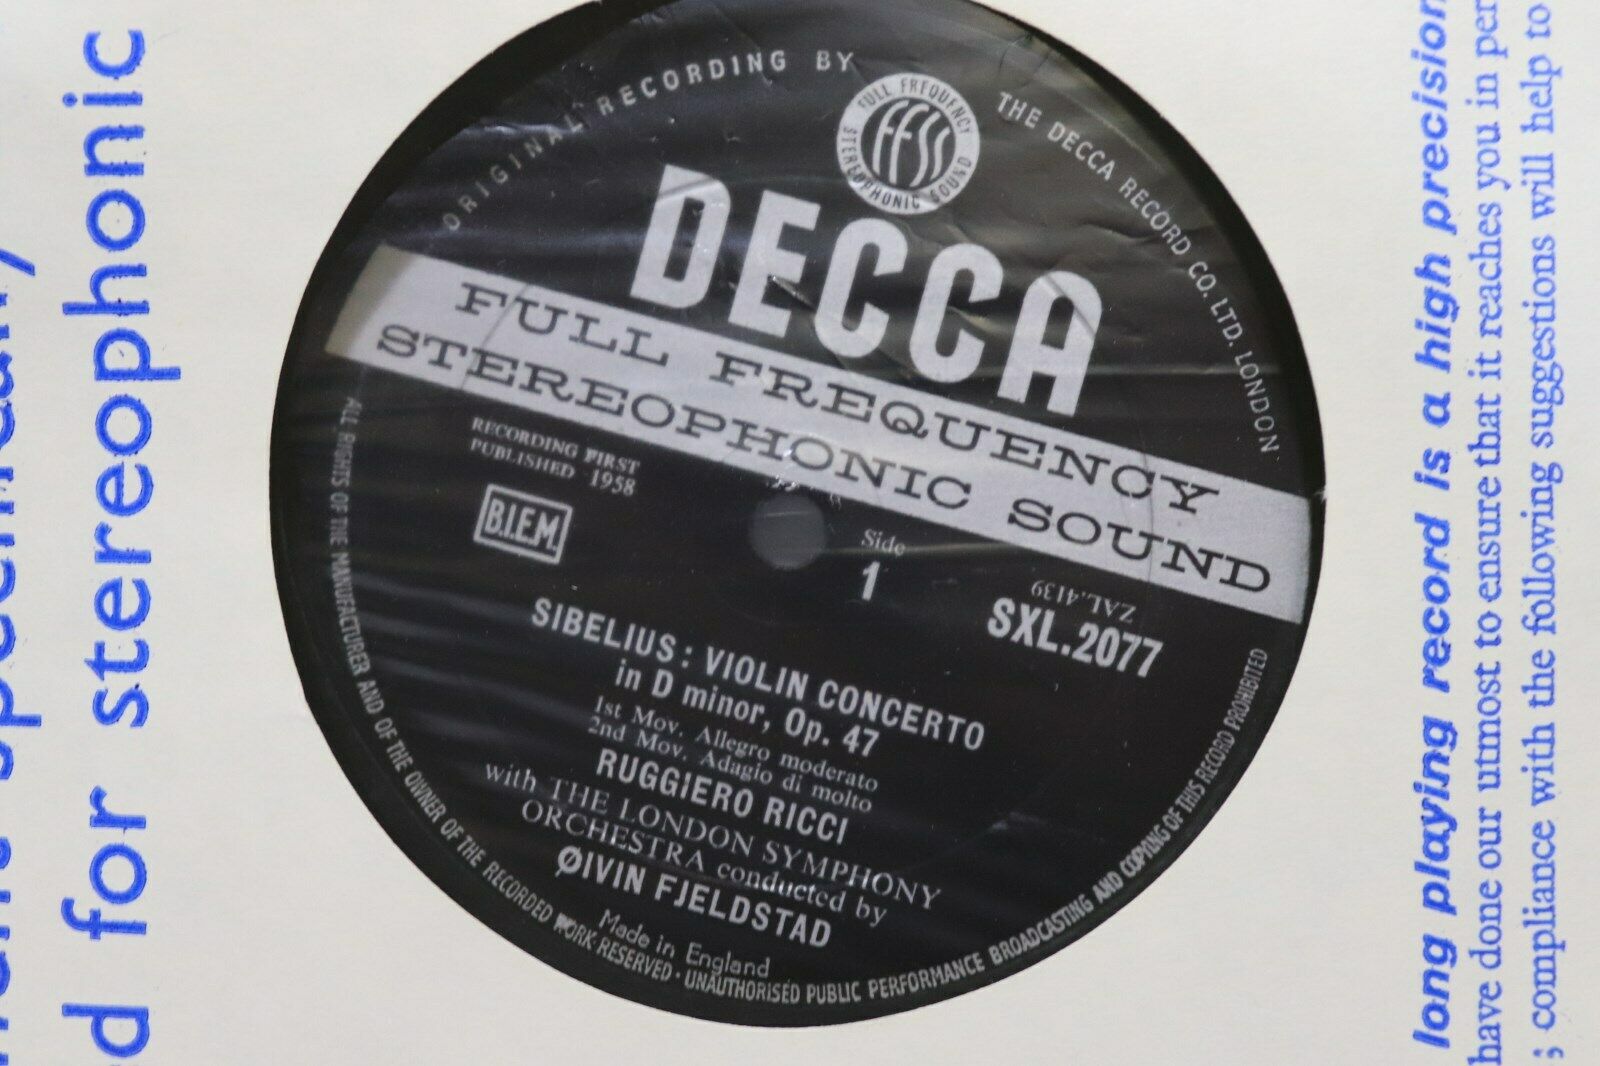 ORIGINAL RECORDING BY
THE DECCA RECORD CO. LTD. LONDON
FULL FREQUENCY
FFSS
STEREOPHONIC SOUND
DECCA
FULL FREQUENCY
STEREOPHONIC SOUND
RECORDING FIRST
PUBLISHED 1958
B.I.E.M.
Side
1
ZAL.4139
SXL.2077
SIBELIUS: VIOLIN CONCERTO
in D minor, Op. 47
1st Mov. Allegro moderato
2nd Mov. Adagio di molto
RUGGIERO RICCI
with THE LONDON SYMPHONY
ORCHESTRA conducted by
ØIVIN FJELDSTAD
Made in England
ALL RIGHTS OF THE MANUFACTURER AND OF THE OWNER OF THE RECORDED WORK RESERVED · UNAUTHORISED PUBLIC PERFORMANCE BROADCASTING AND COPYING OF THIS RECORD PROHIBITED
for stereophonic
long playing record is a high precision
have done our utmost to ensure that it reaches you in
; compliance with the following suggestions will help to